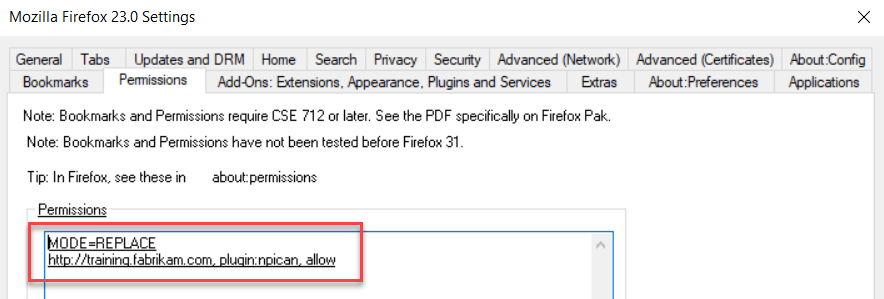 Mozilla Firefox 23.0 Settings
General Tabs Updates and DRM Home Search Privacy Security Advanced (Network) Advanced (Certificates) About:Config
Bookmarks Permissions Add-Ons: Extensions, Appearance, Plugins and Services Extras About:Preferences Applications
Note: Bookmarks and Permissions require CSE 712 or later. See the PDF specifically on Firefox Pak.
Note: Bookmarks and Permissions have not been tested before Firefox 31.
Tip: In Firefox, see these in about:permissions
Permissions
MODE=REPLACE
http://training.fabrikam.com, plugin:npican, allow